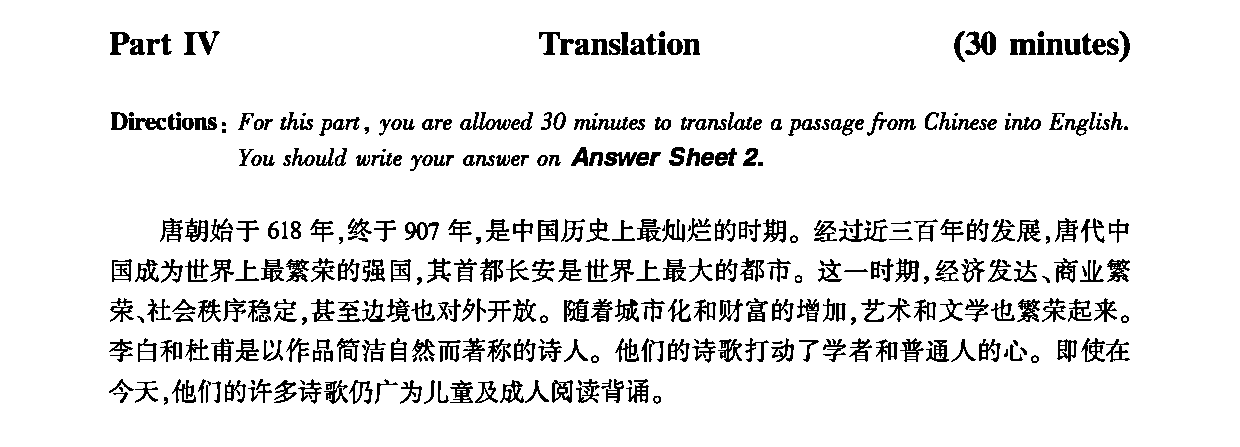 Part IV Translation (30 minutes)
Directions: For this part, you are allowed 30 minutes to translate a passage from Chinese into English.
You should write your answer on Answer Sheet 2.
唐朝始于 618 年,终于 907 年,是中国历史上最灿烂的时期。经过近三百年的发展,唐代中
国成为世界上最繁荣的强国,其首都长安是世界上最大的都市。这一时期,经济发达、商业繁
荣、社会秩序稳定,甚至边境也对外开放。随着城市化和财富的增加,艺术和文学也繁荣起来。
李白和杜甫是以作品简洁自然而著称的诗人。他们的诗歌打动了学者和普通人的心。即使在
今天,他们的许多诗歌仍广为儿童及成人阅读背诵。